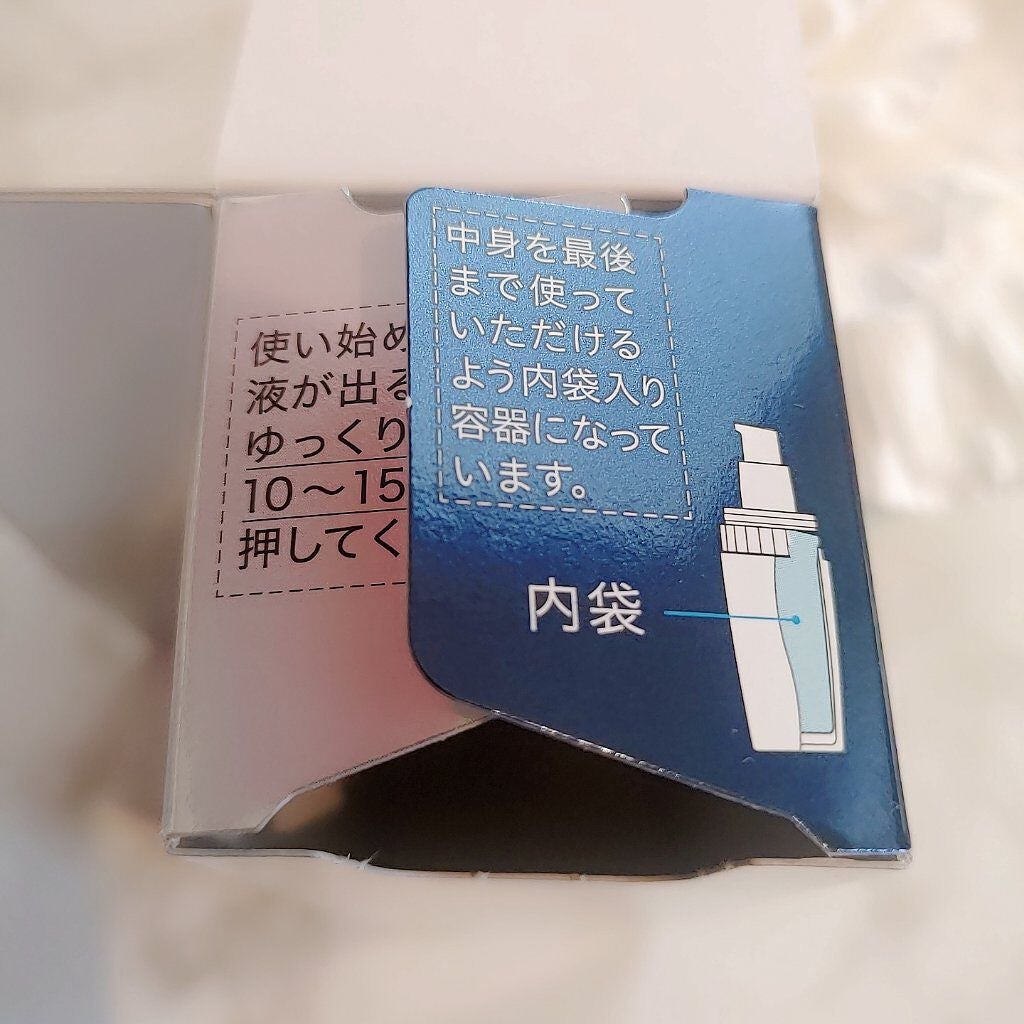 使い始め
液が出る
ゆっくり
10～15
押してく
中身を最後
まで使って
いただける
よう内袋入り
容器になって
います。
内袋